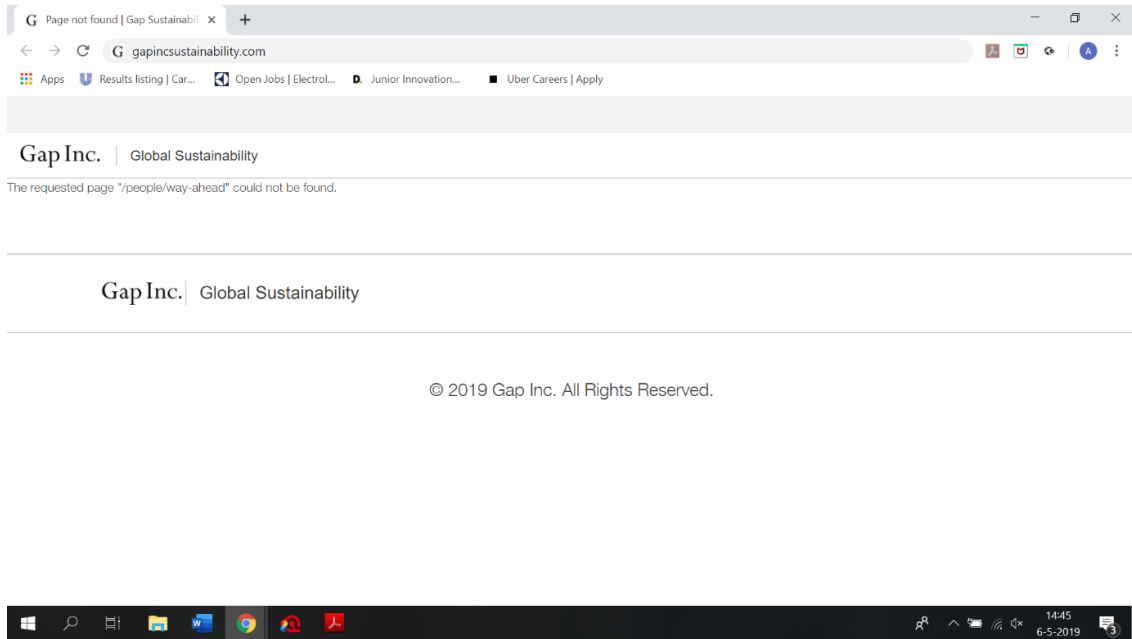 G Page not found | Gap Sustainabili
G gapincsustainability.com
A
Apps Results listing | Car... Open Jobs | Electrol... D. Junior Innovation... Uber Careers | Apply
Gap Inc. Global Sustainability
The requested page "/people/way-ahead" could not be found.
Gap Inc. Global Sustainability
© 2019 Gap Inc. All Rights Reserved.
14:45
6-5-2019
3